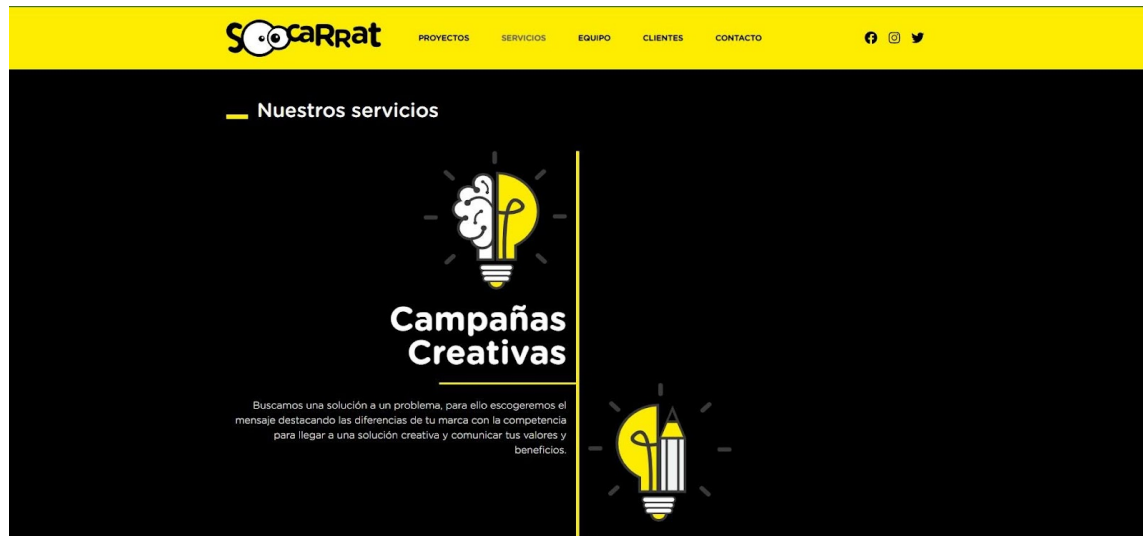 SoocaRRat
PROYECTOS SERVICIOS EQUIPO CLIENTES CONTACTO
Nuestros servicios
Campañas
Creativas
Buscamos una solución a un problema, para ello escogeremos el
mensaje destacando las diferencias de tu marca con la competencia
para llegar a una solución creativa y comunicar tus valores y
beneficios.